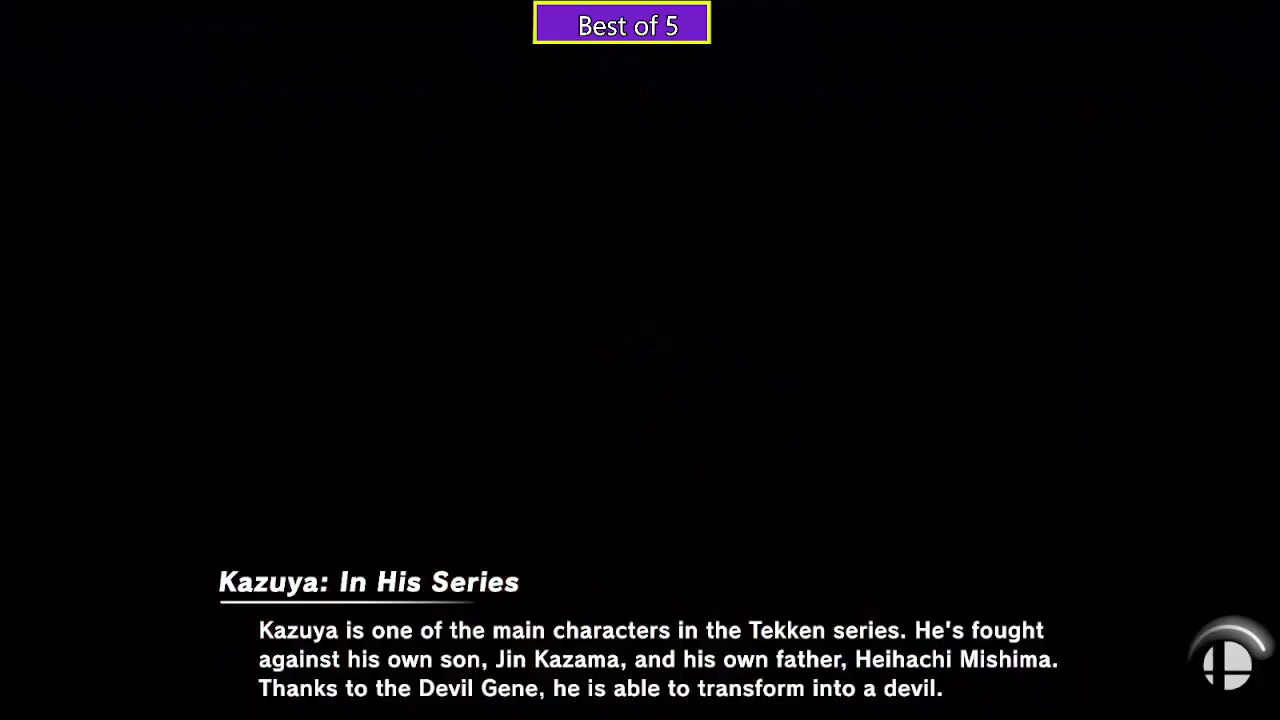 Best of 5
Kazuya: In His Series
Kazuya is one of the main characters in the Tekken series. He's fought
against his own son, Jin Kazama, and his own father, Heihachi Mishima.
Thanks to the Devil Gene, he is able to transform into a devil.